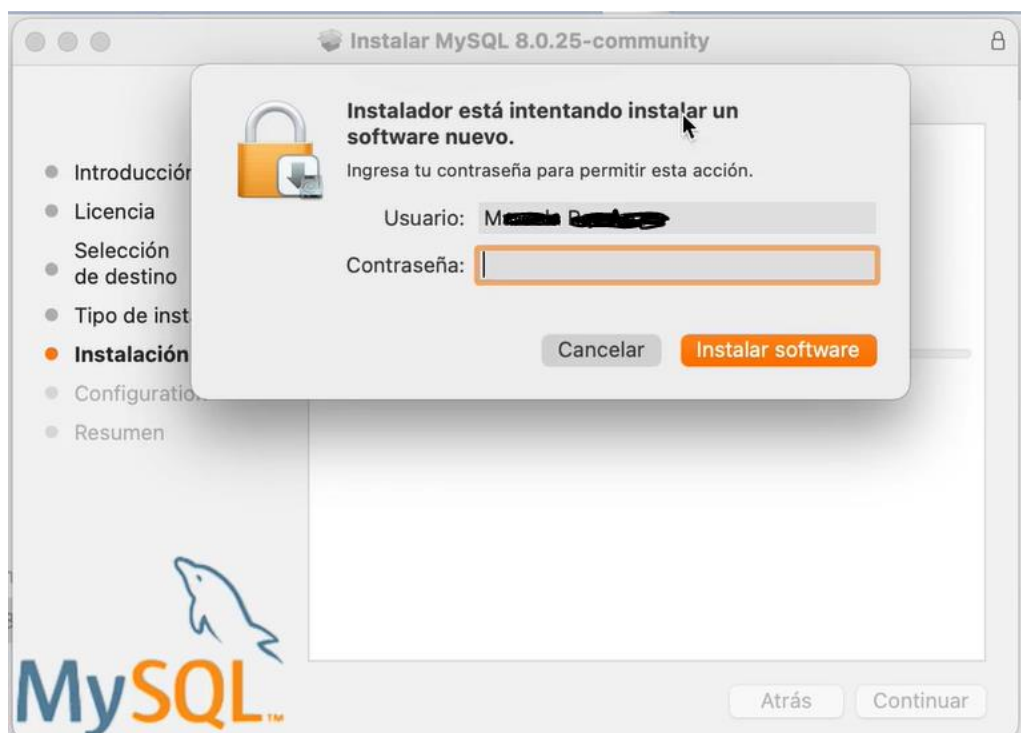 Instalar MySQL 8.0.25-community
Instalador está intentando instalar un
software nuevo.
Ingresa tu contraseña para permitir esta acción.
Usuario:
Contraseña:
Cancelar
Instalar software
Introducción
Licencia
Selección
de destino
Tipo de inst
Instalación
Configuratio
Resumen
MySQL™
Atrás
Continuar